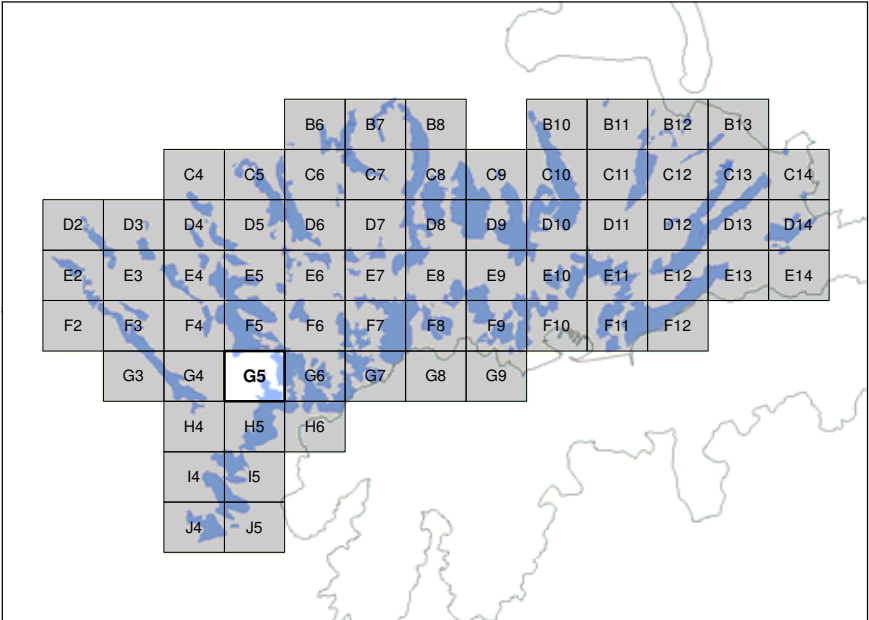 B6 B7 B8 B10 B11 B12 B13
C4 C5 C6 C7 C8 C9 C10 C11 C12 C13 C14
D2 D3 D4 D5 D6 D7 D8 D9 D10 D11 D12 D13 D14
E2 E3 E4 E5 E6 E7 E8 E9 E10 E11 E12 E13 E14
F2 F3 F4 F5 F6 F7 F8 F9 F10 F11 F12
G3 G4 G5 G6 G7 G8 G9
H4 H5 H6
I4 I5
J4 J5